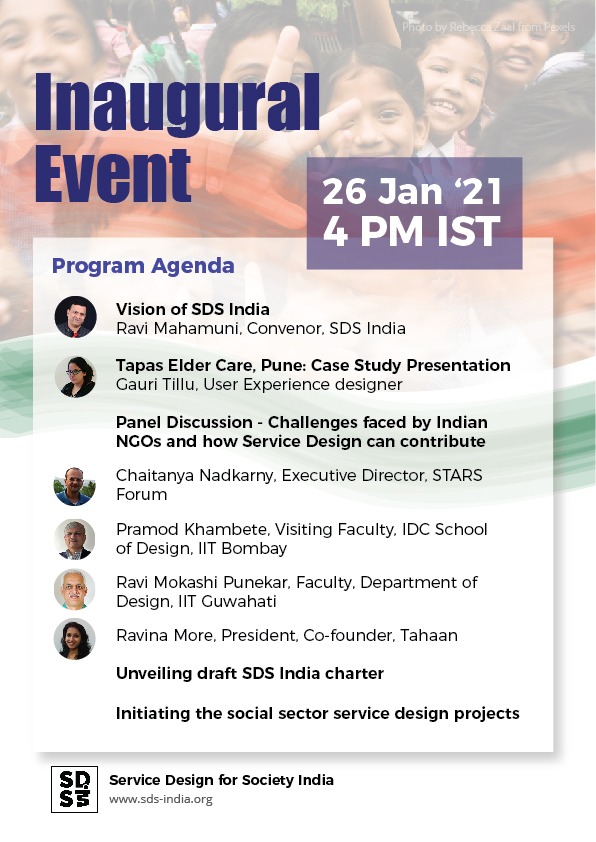 Photo by Rebecca Zaal from Pexels
Inaugural
Event
26 Jan ‘21
4 PM IST
Program Agenda
Vision of SDS India
Ravi Mahamuni, Convenor, SDS India
Tapas Elder Care, Pune: Case Study Presentation
Gauri Tillu, User Experience designer
Panel Discussion - Challenges faced by Indian
NGOs and how Service Design can contribute
Chaitanya Nadkarny, Executive Director, STARS
Forum
Pramod Khambete, Visiting Faculty, IDC School
of Design, IIT Bombay
Ravi Mokashi Punekar, Faculty, Department of
Design, IIT Guwahati
Ravina More, President, Co-founder, Tahaan
Unveiling draft SDS India charter
Initiating the social sector service design projects
SD
SS
Service Design for Society India
www.sds-india.org